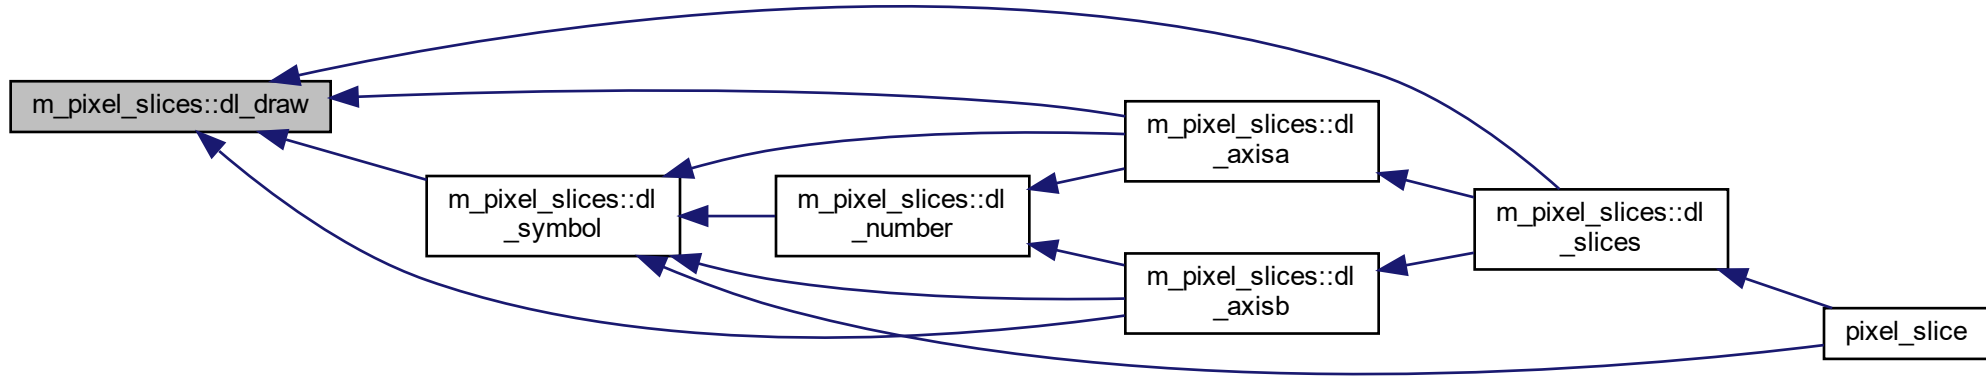 m_pixel_slices::dl_draw
m_pixel_slices::dl
_symbol
m_pixel_slices::dl
_number
m_pixel_slices::dl
_axisa
m_pixel_slices::dl
_axisb
m_pixel_slices::dl
_slices
pixel_slice